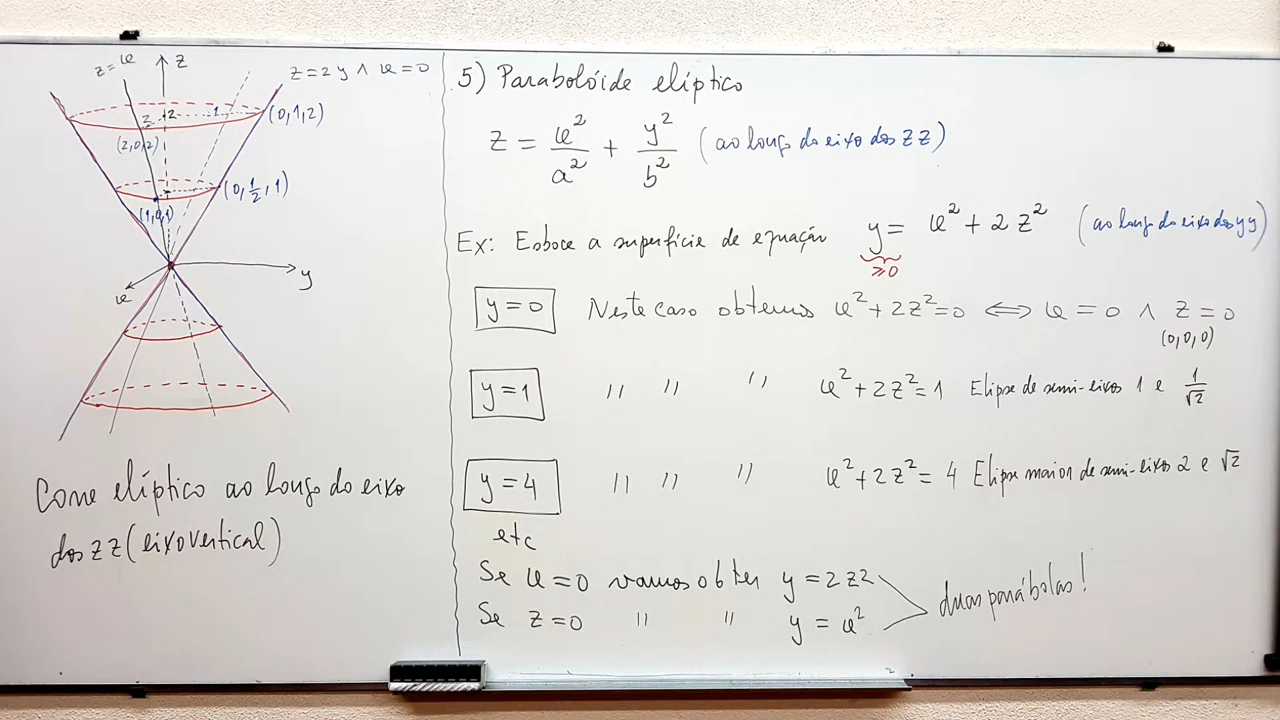 z=x
z
z=2y ∧ x=0
2
2
1
(0,1,2)
(2,0,2)
(0,1/2,1)
(1,0,1)
y
x
Cone elíptico ao longo do eixo
dos zz (eixo vertical)
5) Parabolóide elíptico
z = x²/a² + y²/b² (ao longo do eixo dos zz)
Ex: Esboce a superfície de equação y = x² + 2z² (ao longo do eixo dos yy)
≥0
y=0 Neste caso obtemos x²+2z²=0 ⟺ x=0 ∧ z=0
(0,0,0)
y=1 〃 〃 〃 x²+2z²=1 Elipse de semi-eixos 1 e 1/√2
y=4 〃 〃 〃 x²+2z²=4 Elipse maior de semi-eixos 2 e √2
etc
Se x=0 vamos obter y=2z²
duas parábolas!
Se z=0 〃 〃 y=x²